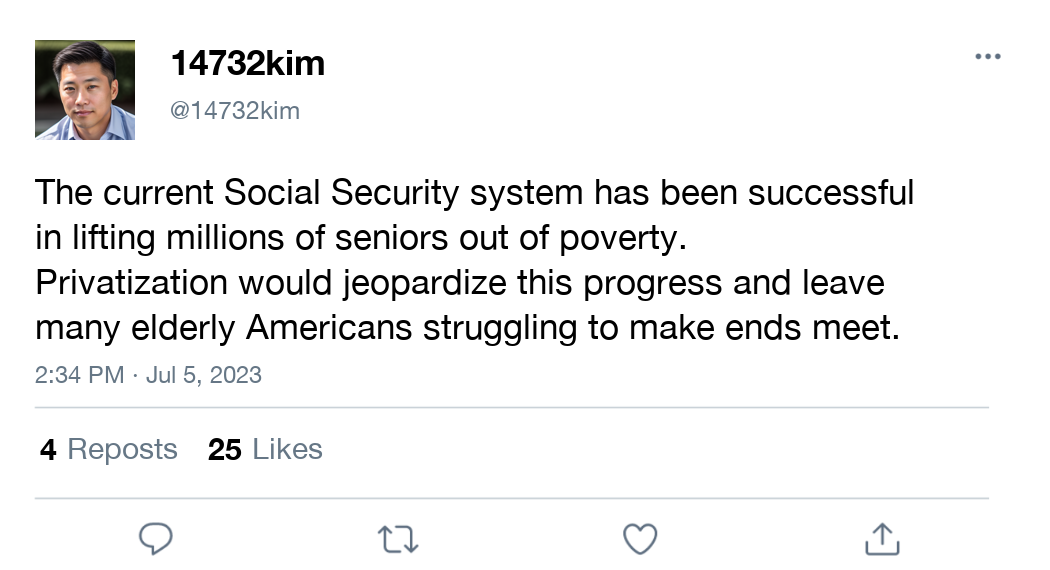 14732kim
@14732kim
The current Social Security system has been successful
in lifting millions of seniors out of poverty.
Privatization would jeopardize this progress and leave
many elderly Americans struggling to make ends meet.
2:34 PM · Jul 5, 2023
4 Reposts 25 Likes